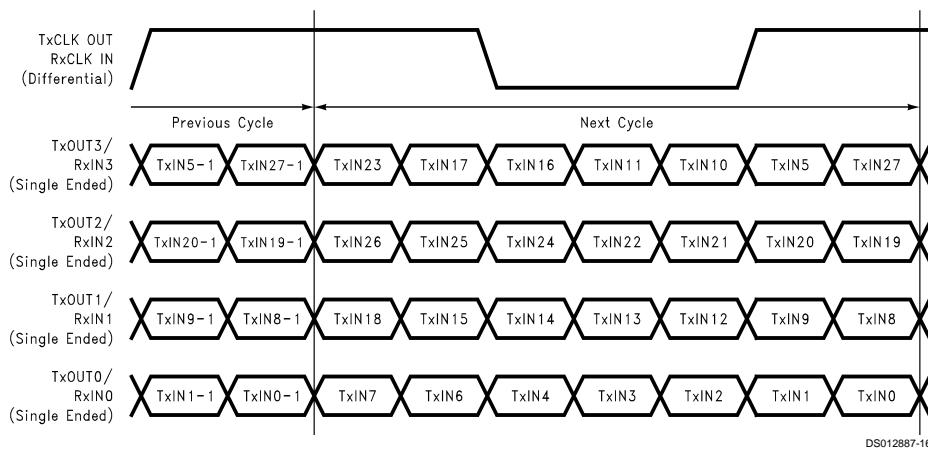 TxCLK OUT
RxCLK IN
(Differential)
Previous Cycle
Next Cycle
TxOUT3/
RxIN3
(Single Ended)
TxIN5-1 TxIN27-1 TxIN23 TxIN17 TxIN16 TxIN11 TxIN10 TxIN5 TxIN27
TxOUT2/
RxIN2
(Single Ended)
TxIN20-1 TxIN19-1 TxIN26 TxIN25 TxIN24 TxIN22 TxIN21 TxIN20 TxIN19
TxOUT1/
RxIN1
(Single Ended)
TxIN9-1 TxIN8-1 TxIN18 TxIN15 TxIN14 TxIN13 TxIN12 TxIN9 TxIN8
TxOUT0/
RxIN0
(Single Ended)
TxIN1-1 TxIN0-1 TxIN7 TxIN6 TxIN4 TxIN3 TxIN2 TxIN1 TxIN0
DS012887-16